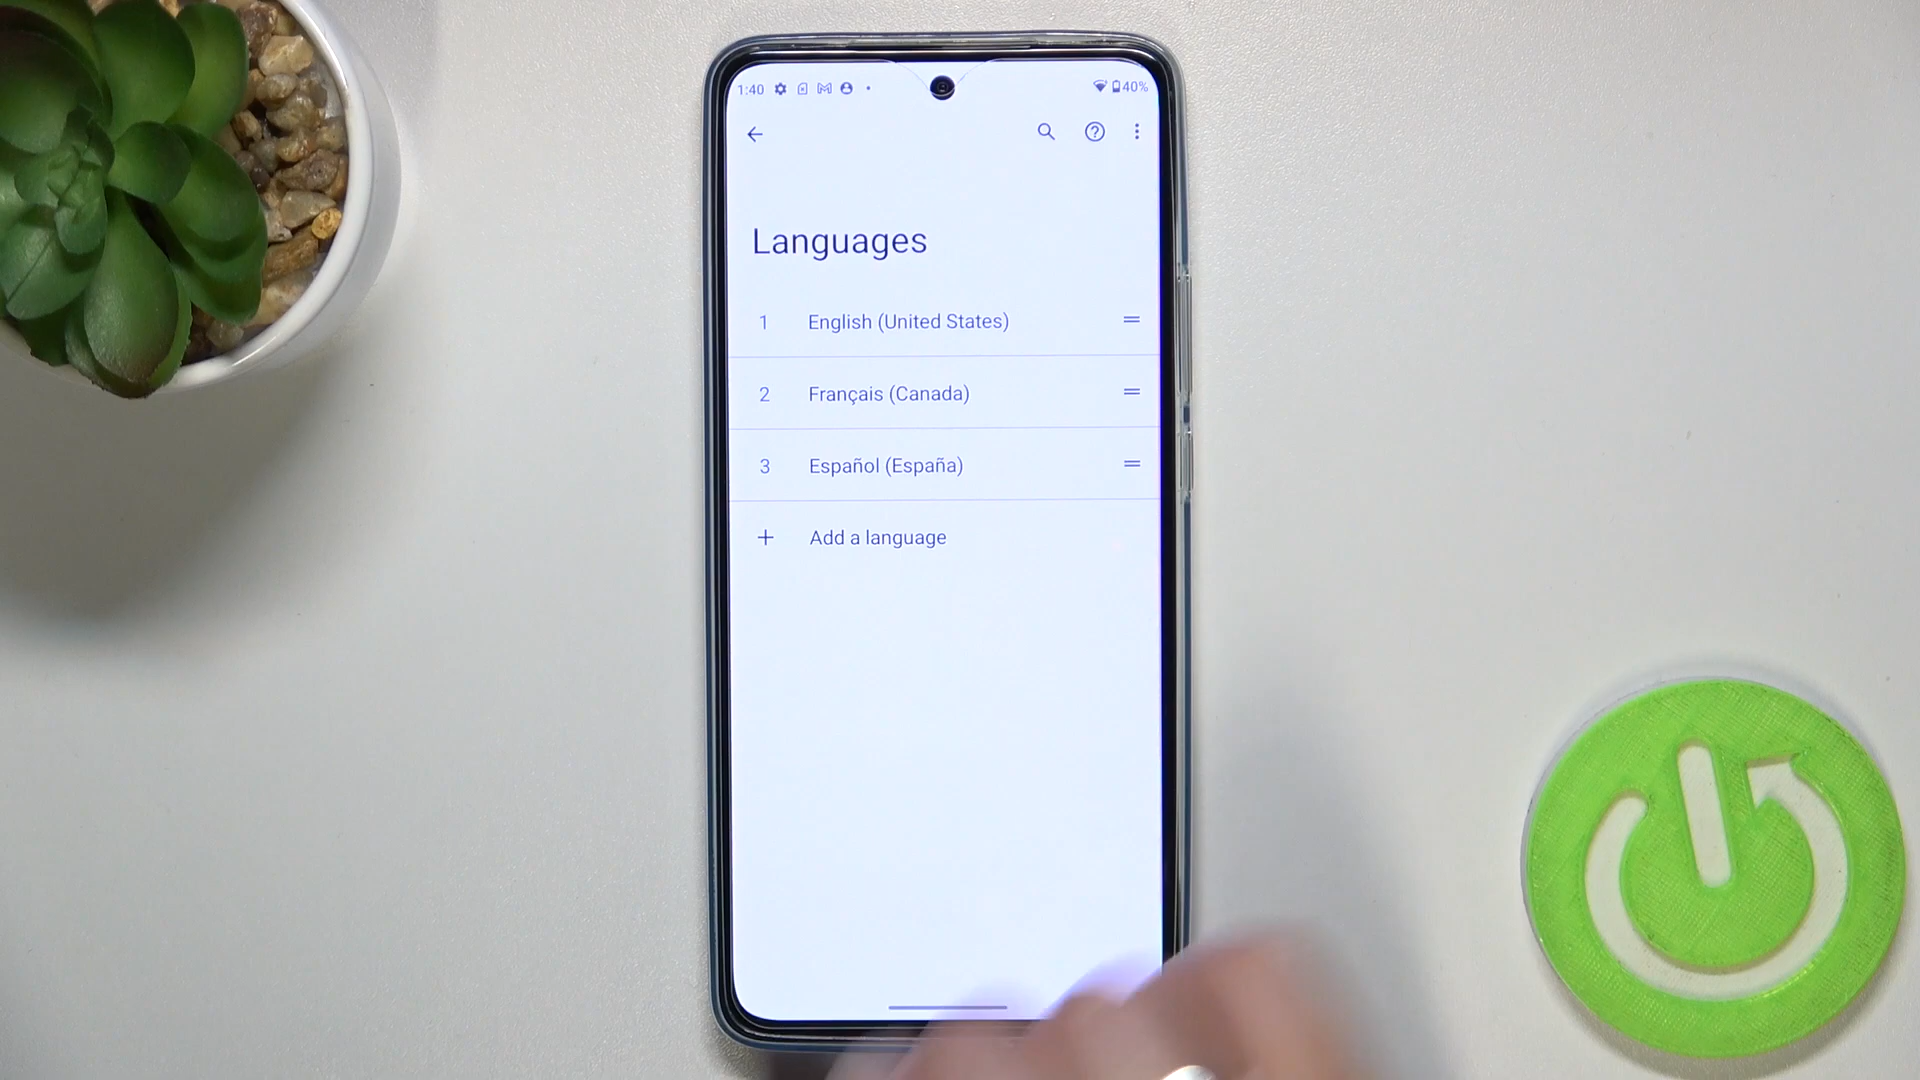 1:40 40%
Languages
1 English (United States)
2 Français (Canada)
3 Español (España)
+ Add a language